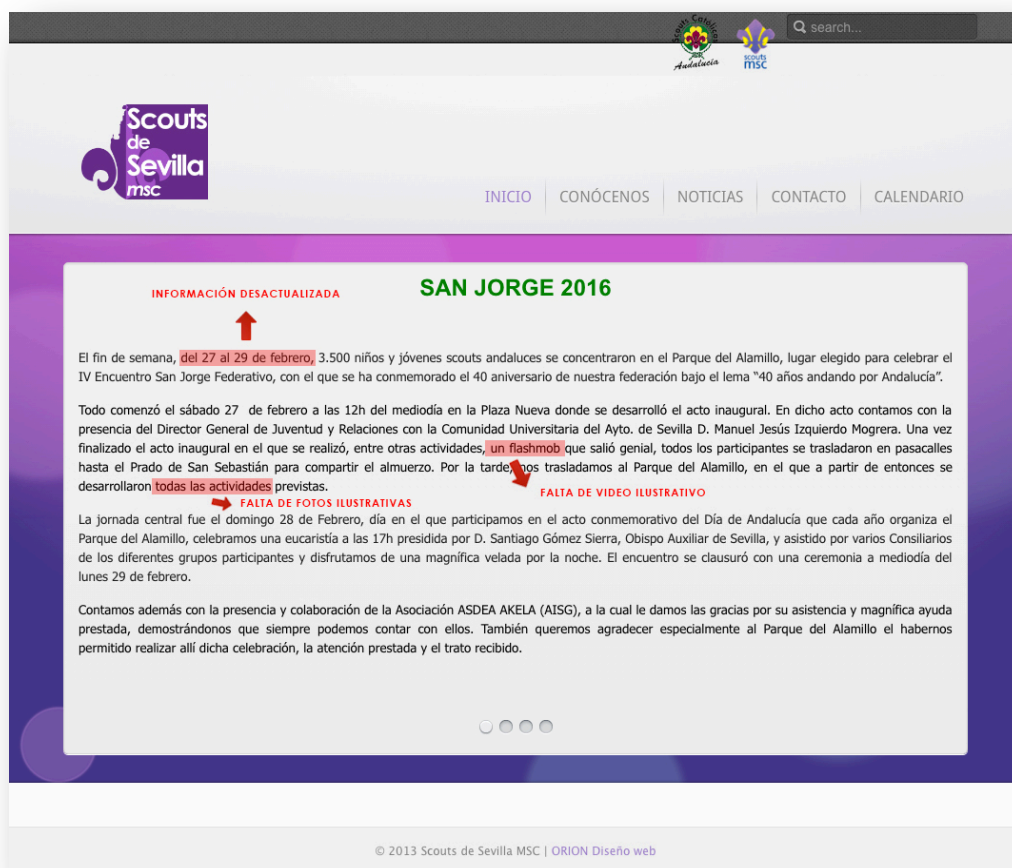 Scouts Católicos
Andalucía
scouts
msc
search...
Scouts
de
Sevilla
msc
INICIO CONÓCENOS NOTICIAS CONTACTO CALENDARIO
SAN JORGE 2016
INFORMACIÓN DESACTUALIZADA
El fin de semana, del 27 al 29 de febrero, 3.500 niños y jóvenes scouts andaluces se concentraron en el Parque del Alamillo, lugar elegido para celebrar el
IV Encuentro San Jorge Federativo, con el que se ha conmemorado el 40 aniversario de nuestra federación bajo el lema "40 años andando por Andalucía".
Todo comenzó el sábado 27 de febrero a las 12h del mediodía en la Plaza Nueva donde se desarrolló el acto inaugural. En dicho acto contamos con la
presencia del Director General de Juventud y Relaciones con la Comunidad Universitaria del Ayto. de Sevilla D. Manuel Jesús Izquierdo Mogrera. Una vez
finalizado el acto inaugural en el que se realizó, entre otras actividades, un flashmob que salió genial, todos los participantes se trasladaron en pasacalles
hasta el Prado de San Sebastián para compartir el almuerzo. Por la tarde, nos trasladamos al Parque del Alamillo, en el que a partir de entonces se
desarrollaron todas las actividades previstas.
FALTA DE VIDEO ILUSTRATIVO
FALTA DE FOTOS ILUSTRATIVAS
La jornada central fue el domingo 28 de Febrero, día en el que participamos en el acto conmemorativo del Día de Andalucía que cada año organiza el
Parque del Alamillo, celebramos una eucaristía a las 17h presidida por D. Santiago Gómez Sierra, Obispo Auxiliar de Sevilla, y asistido por varios Consiliarios
de los diferentes grupos participantes y disfrutamos de una magnífica velada por la noche. El encuentro se clausuró con una ceremonia a mediodía del
lunes 29 de febrero.
Contamos además con la presencia y colaboración de la Asociación ASDEA AKELA (AISG), a la cual le damos las gracias por su asistencia y magnífica ayuda
prestada, demostrándonos que siempre podemos contar con ellos. También queremos agradecer especialmente al Parque del Alamillo el habernos
permitido realizar allí dicha celebración, la atención prestada y el trato recibido.
© 2013 Scouts de Sevilla MSC | ORION Diseño web